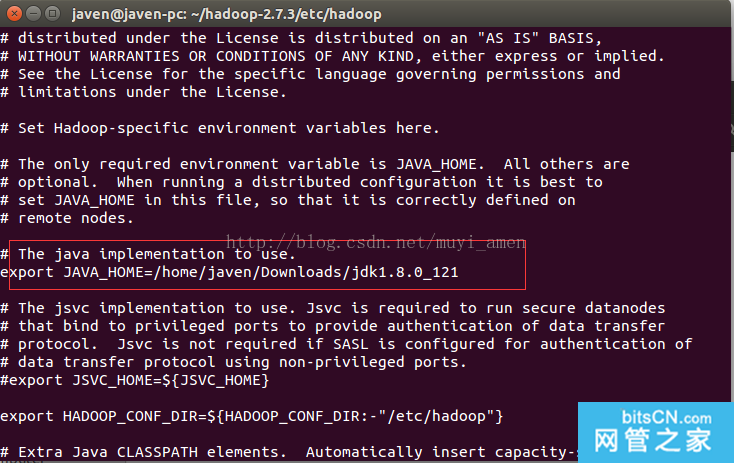 javen@javen-pc: ~/hadoop-2.7.3/etc/hadoop
# distributed under the License is distributed on an "AS IS" BASIS,
# WITHOUT WARRANTIES OR CONDITIONS OF ANY KIND, either express or implied.
# See the License for the specific language governing permissions and
# limitations under the License.
# Set Hadoop-specific environment variables here.
# The only required environment variable is JAVA_HOME.  All others are
# optional.  When running a distributed configuration it is best to
# set JAVA_HOME in this file, so that it is correctly defined on
# remote nodes.
http://blog.csdn.net/muyi_amen
# The java implementation to use.
export JAVA_HOME=/home/javen/Downloads/jdk1.8.0_121
# The jsvc implementation to use. Jsvc is required to run secure datanodes
# that bind to privileged ports to provide authentication of data transfer
# protocol.  Jsvc is not required if SASL is configured for authentication of
# data transfer protocol using non-privileged ports.
#export JSVC_HOME=${JSVC_HOME}
export HADOOP_CONF_DIR=${HADOOP_CONF_DIR:-"/etc/hadoop"}
# Extra Java CLASSPATH elements.  Automatically insert capacity-
bitsCN.com
网管之家